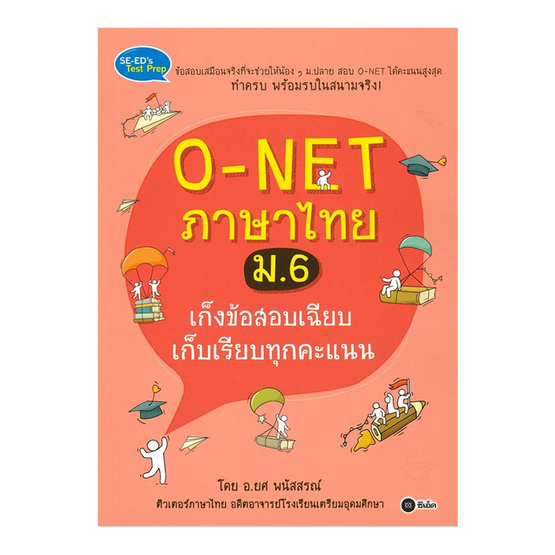 SE-ED's
Test Prep
ข้อสอบเสมือนจริงที่จะช่วยให้น้อง ๆ ม.ปลาย สอบ O-NET ได้คะแนนสูงสุด
ทำครบ พร้อมรบในสนามจริง!
O-NET
ภาษาไทย
ม.6
เก็งข้อสอบเฉียบ
เก็บเรียบทุกคะแนน
โดย อ.ยศ พนัสสรณ์
ติวเตอร์ภาษาไทย อดีตอาจารย์โรงเรียนเตรียมอุดมศึกษา
ซีเอ็ด